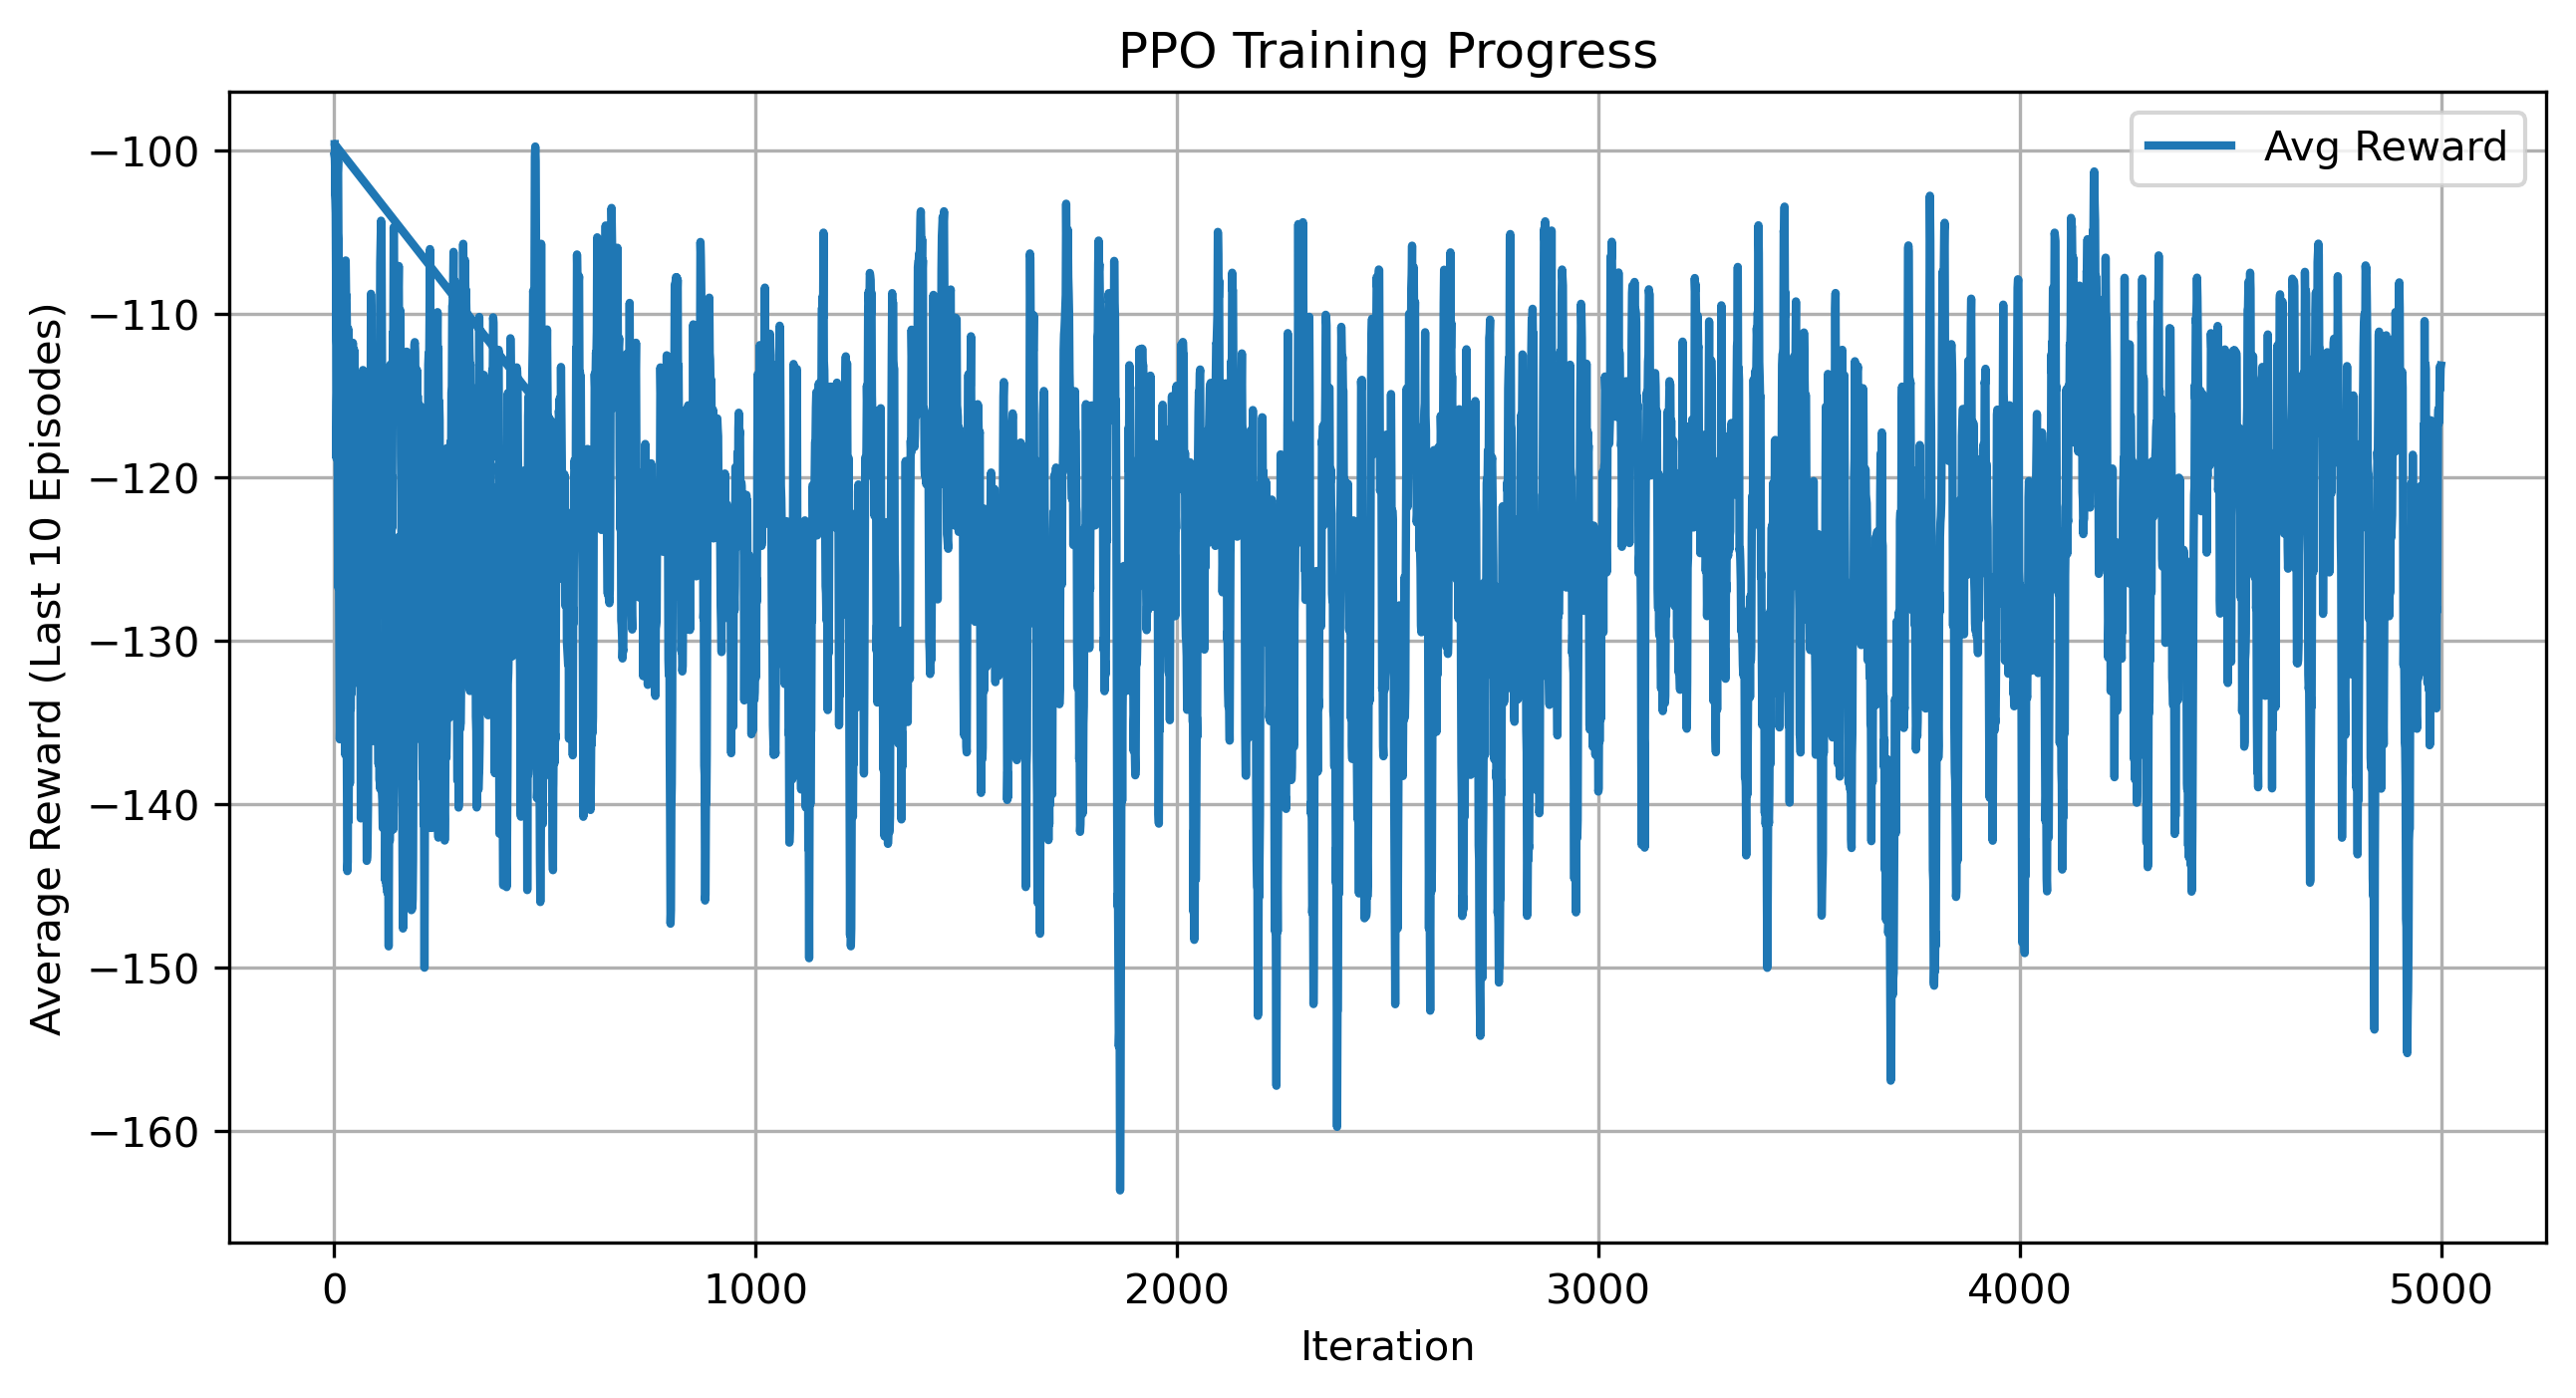 PPO Training Progress
Avg Reward
Average Reward (Last 10 Episodes)
−100
−110
−120
−130
−140
−150
−160
0 1000 2000 3000 4000 5000
Iteration